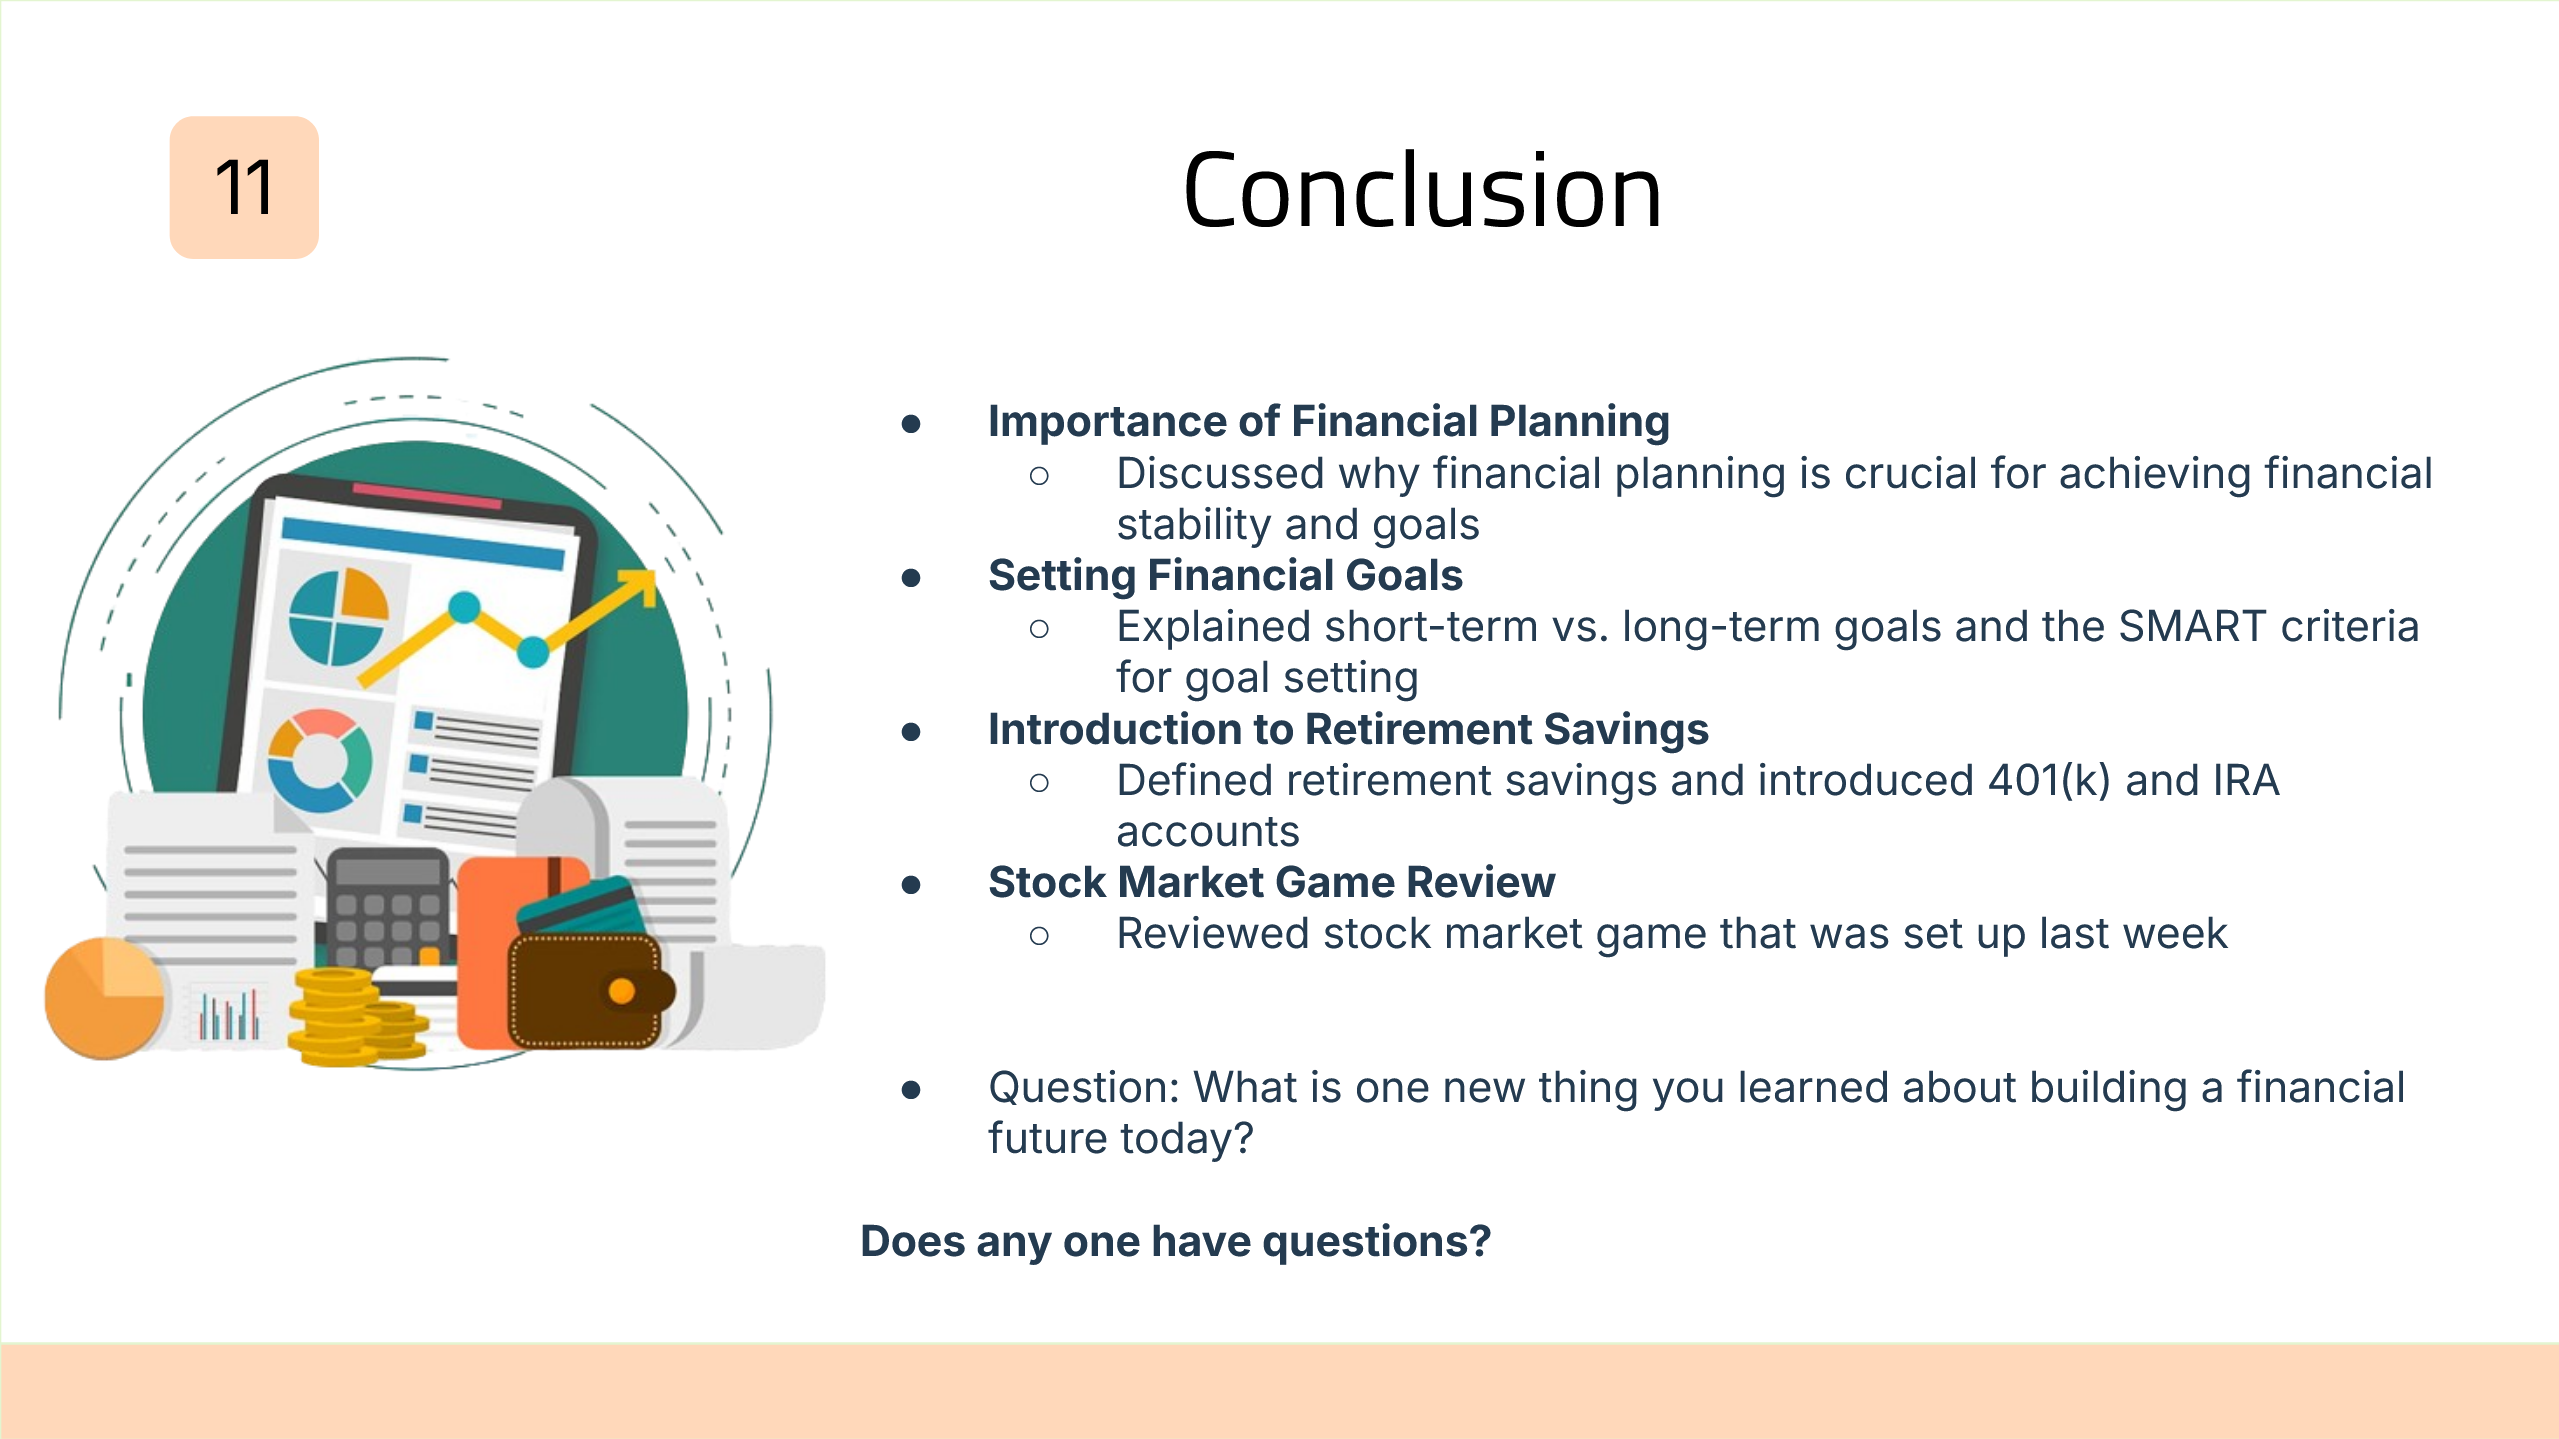 11
Conclusion
● Importance of Financial Planning
○ Discussed why financial planning is crucial for achieving financial
stability and goals
● Setting Financial Goals
○ Explained short-term vs. long-term goals and the SMART criteria
for goal setting
● Introduction to Retirement Savings
○ Defined retirement savings and introduced 401(k) and IRA
accounts
● Stock Market Game Review
○ Reviewed stock market game that was set up last week
● Question: What is one new thing you learned about building a financial
future today?
Does any one have questions?